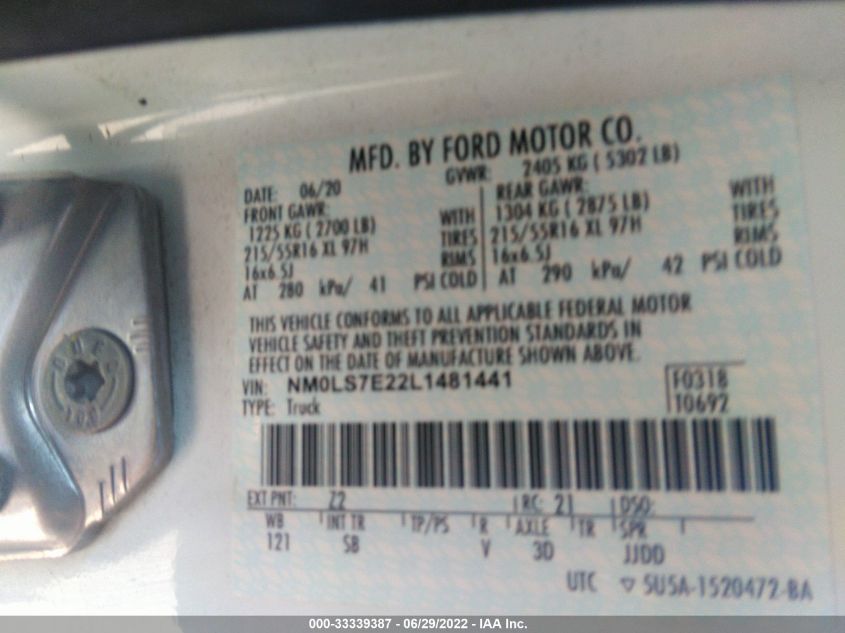 MFD. BY FORD MOTOR CO.
DATE: 06/20 GVWR: 2405 KG ( 5302 LB)
FRONT GAWR: REAR GAWR:
1225 KG ( 2700 LB) WITH 1304 KG ( 2875 LB) WITH
215/55R16 XL 97H TIRES 215/55R16 XL 97H TIRES
16x6.5J RIMS 16x6.5J RIMS
AT 280 kPa/ 41 PSI COLD AT 290 kPa/ 42 PSI COLD
THIS VEHICLE CONFORMS TO ALL APPLICABLE FEDERAL MOTOR
VEHICLE SAFETY AND THEFT PREVENTION STANDARDS IN
EFFECT ON THE DATE OF MANUFACTURE SHOWN ABOVE.
VIN: NM0LS7E22L1481441 F0318
TYPE: Truck T0692
EXT PNT: Z2 RC: 21 DSO:
WB INT TR TP/PS R AXLE TR SPR
121 SB V 3D JJDD
UTC ▽ 5U5A-1520472-BA
000-33339387 - 06/29/2022 - IAA Inc.